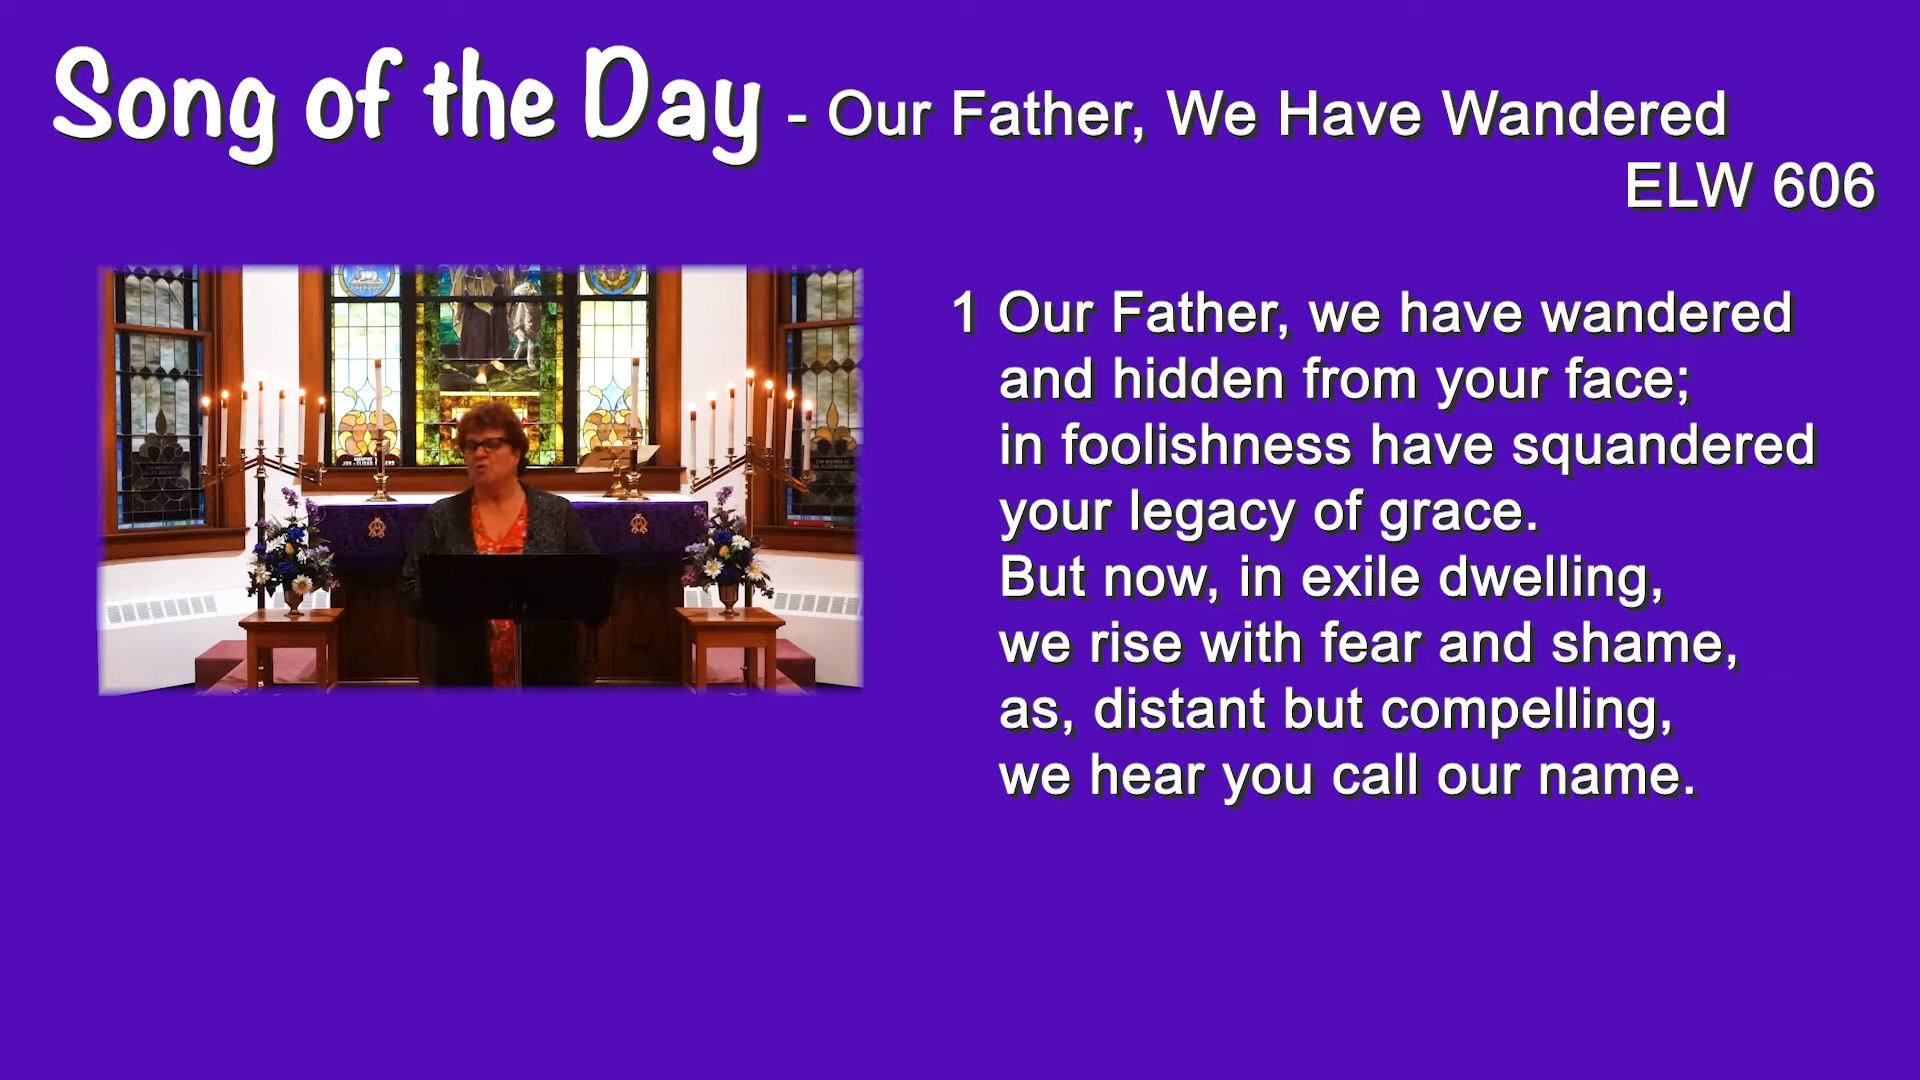 Song of the Day - Our Father, We Have Wandered
ELW 606
1 Our Father, we have wandered
and hidden from your face;
in foolishness have squandered
your legacy of grace.
But now, in exile dwelling,
we rise with fear and shame,
as, distant but compelling,
we hear you call our name.